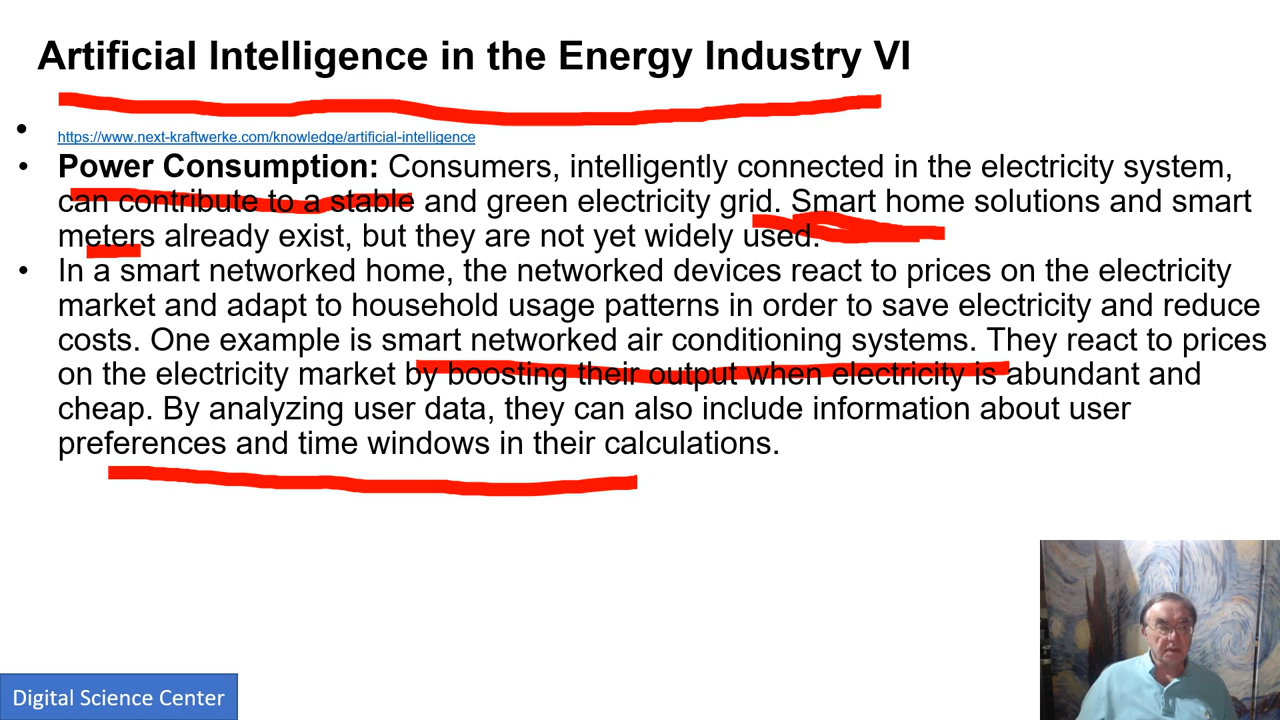 Artificial Intelligence in the Energy Industry VI
• https://www.next-kraftwerke.com/knowledge/artificial-intelligence
• Power Consumption: Consumers, intelligently connected in the electricity system,
can contribute to a stable and green electricity grid. Smart home solutions and smart
meters already exist, but they are not yet widely used.
• In a smart networked home, the networked devices react to prices on the electricity
market and adapt to household usage patterns in order to save electricity and reduce
costs. One example is smart networked air conditioning systems. They react to prices
on the electricity market by boosting their output when electricity is abundant and
cheap. By analyzing user data, they can also include information about user
preferences and time windows in their calculations.
Digital Science Center